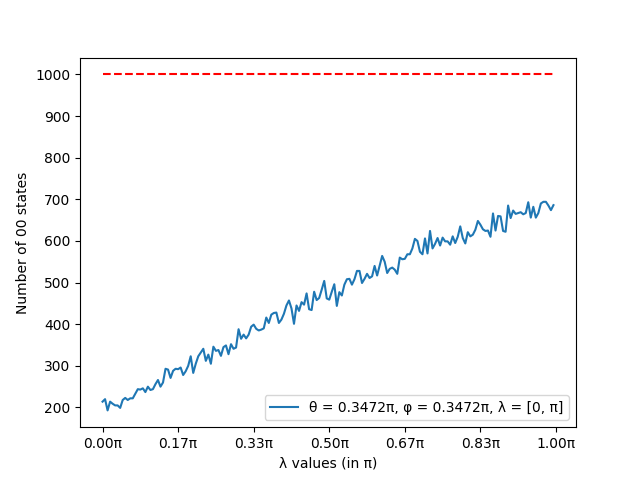 1000
900
800
700
600
500
400
300
200
Number of 00 states
θ = 0.3472π, φ = 0.3472π, λ = [0, π]
0.00π 0.17π 0.33π 0.50π 0.67π 0.83π 1.00π
λ values (in π)